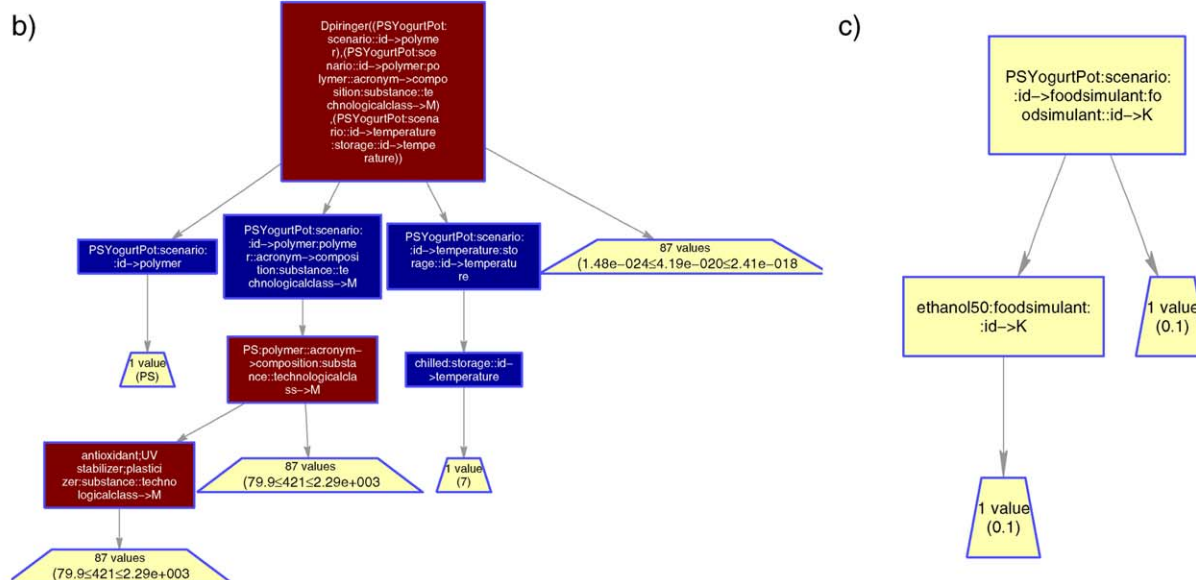 b)
Dpiringer((PSYogurtPot:
scenario::id−>polyme
r),(PSYogurtPot:sce
nario::id−>polymer:po
lymer::acronym−>compo
sition:substance::te
chnologicalclass−>M)
,(PSYogurtPot:scena
rio::id−>temperature
:storage::id−>tempe
rature))
PSYogurtPot:scenario:
:id−>polymer
PSYogurtPot:scenario:
:id−>polymer:polyme
r::acronym−>composi
tion:substance::te
chnologicalclass−>M
PSYogurtPot:scenario:
:id−>temperature:sto
rage::id−>temperatu
re
87 values
(1.48e−024≤4.19e−020≤2.41e−018
1 value
(PS)
PS:polymer::acronym−
>composition:substa
nce::technologicalcla
ss−>M
chilled:storage::id−
>temperature
antioxidant;UV
stabilizer;plastici
zer:substance::techno
logicalclass−>M
87 values
(79.9≤421≤2.29e+003
1 value
(7)
87 values
(79.9≤421≤2.29e+003
c)
PSYogurtPot:scenario:
:id−>foodsimulant:fo
odsimulant::id−>K
ethanol50:foodsimulant:
:id−>K
1 value
(0.1)
1 value
(0.1)